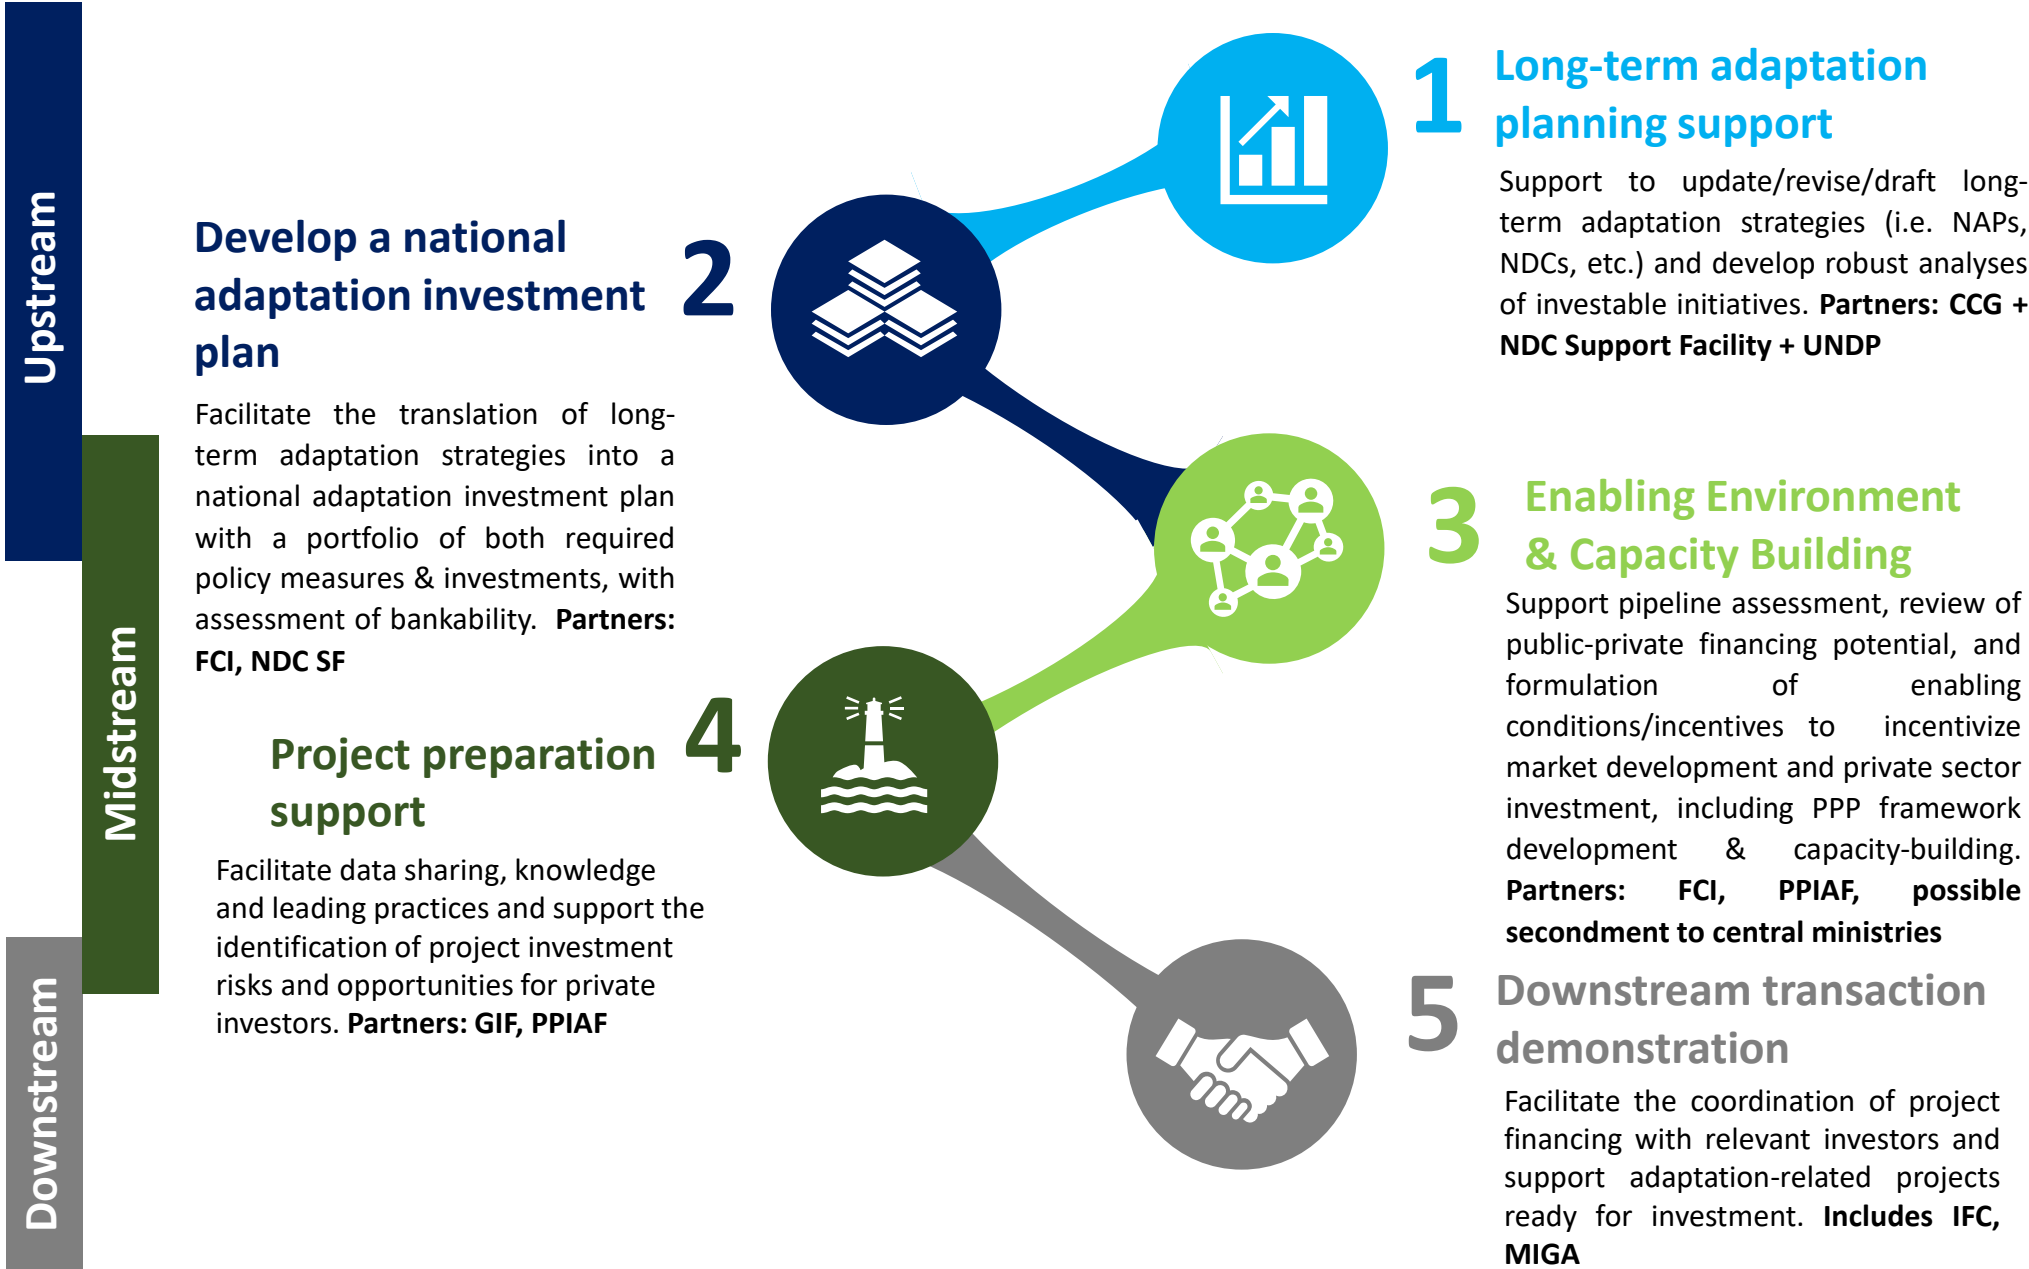 Upstream
Midstream
Downstream
1
Long-term adaptation
planning support
Support to update/revise/draft long-
term adaptation strategies (i.e. NAPs,
NDCs, etc.) and develop robust analyses
of investable initiatives. Partners: CCG +
NDC Support Facility + UNDP
2
Develop a national
adaptation investment
plan
Facilitate the translation of long-
term adaptation strategies into a
national adaptation investment plan
with a portfolio of both required
policy measures & investments, with
assessment of bankability. Partners:
FCI, NDC SF
3
Enabling Environment
& Capacity Building
Support pipeline assessment, review of
public-private financing potential, and
formulation of enabling
conditions/incentives to incentivize
market development and private sector
investment, including PPP framework
development & capacity-building.
Partners: FCI, PPIAF, possible
secondment to central ministries
4
Project preparation
support
Facilitate data sharing, knowledge
and leading practices and support the
identification of project investment
risks and opportunities for private
investors. Partners: GIF, PPIAF
5
Downstream transaction
demonstration
Facilitate the coordination of project
financing with relevant investors and
support adaptation-related projects
ready for investment. Includes IFC,
MIGA